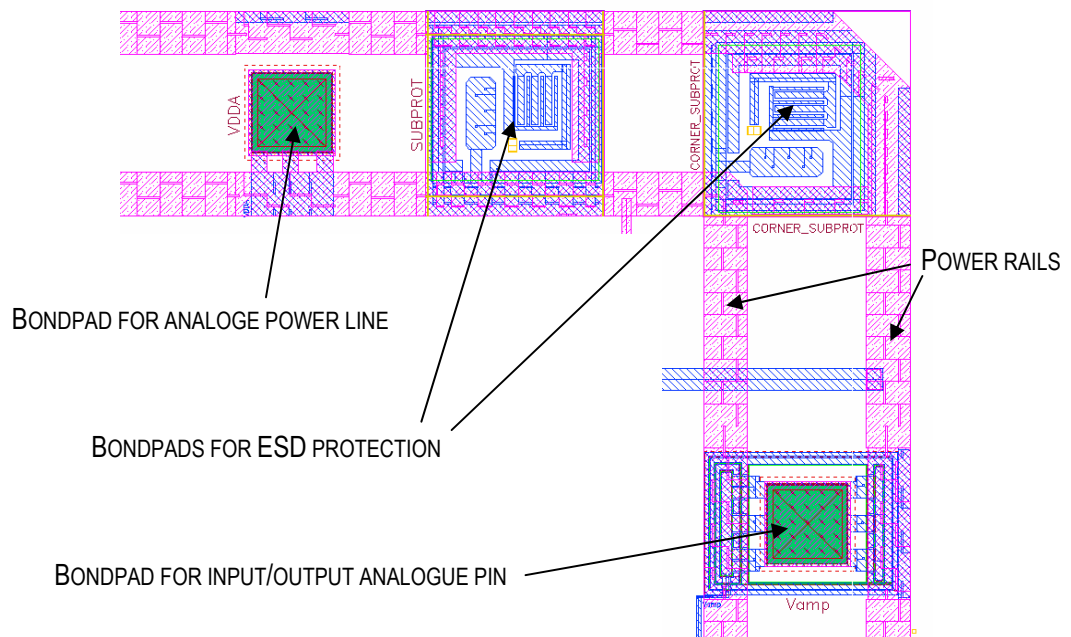 VDDA
SUBPROT
CORNER_SUBPROT
CORNER_SUBPROT
POWER RAILS
BONDPAD FOR ANALOGE POWER LINE
BONDPADS FOR ESD PROTECTION
BONDPAD FOR INPUT/OUTPUT ANALOGUE PIN
Vamp